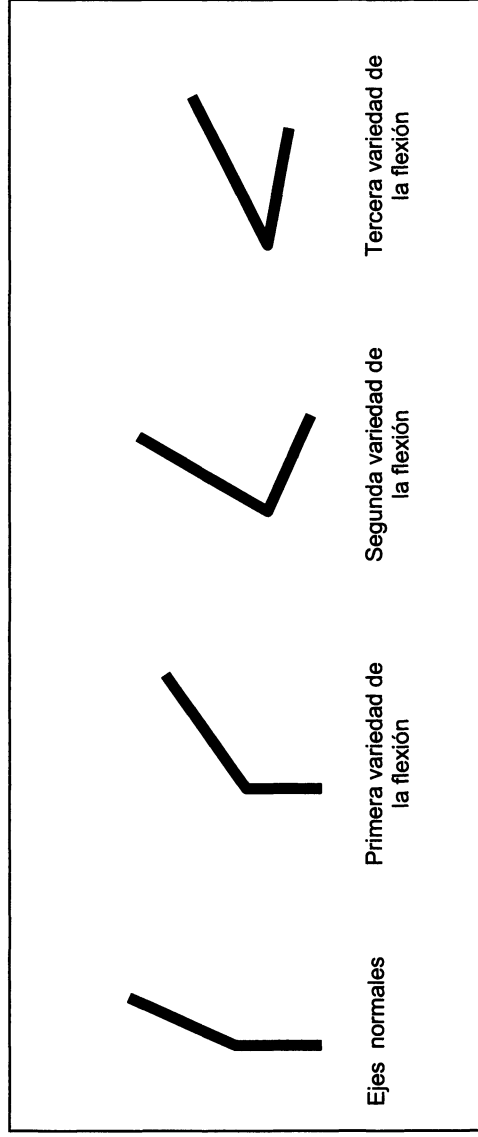 Ejes normales
Primera variedad de
la flexión
Segunda variedad de
la flexión
Tercera variedad de
la flexión